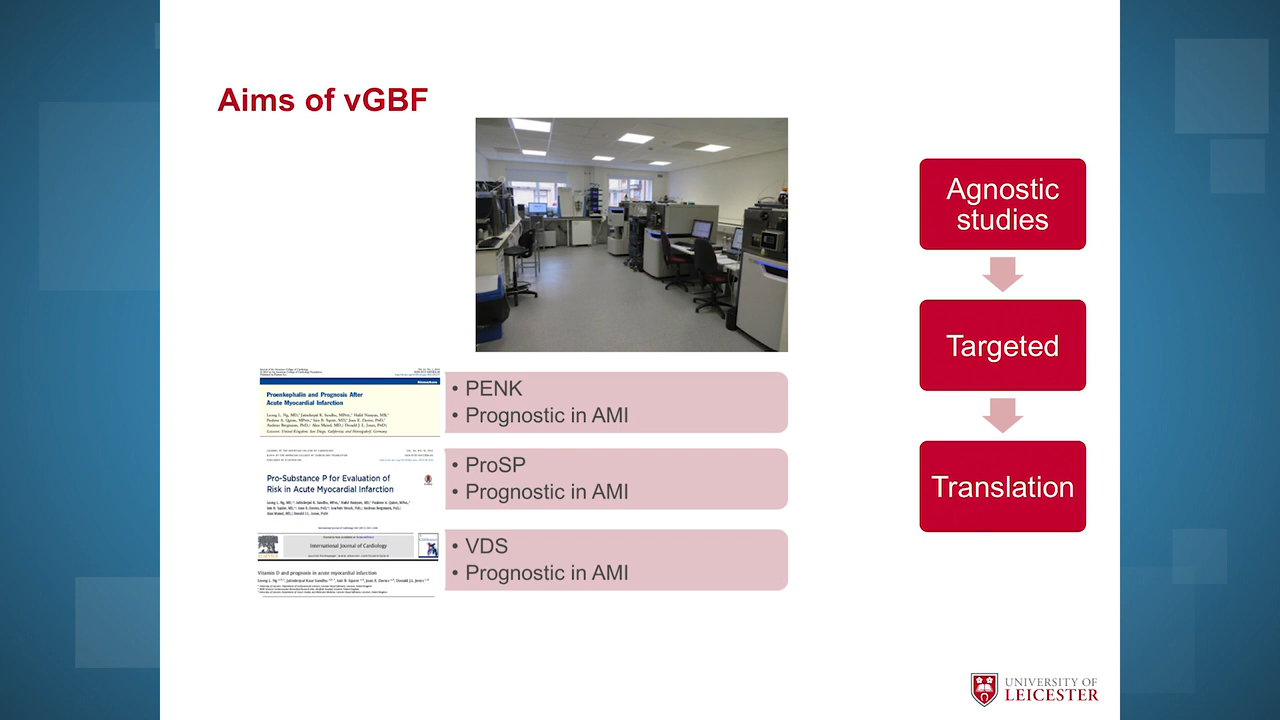 Aims of vGBF
Agnostic
studies
Targeted
Translation
Biomarkers
Proenkephalin and Prognosis After
Acute Myocardial Infarction
• PENK
• Prognostic in AMI
Pro-Substance P for Evaluation of
Risk in Acute Myocardial Infarction
• ProSP
• Prognostic in AMI
International Journal of Cardiology
Vitamin D and prognosis in acute myocardial infarction
• VDS
• Prognostic in AMI
UNIVERSITY OF
LEICESTER